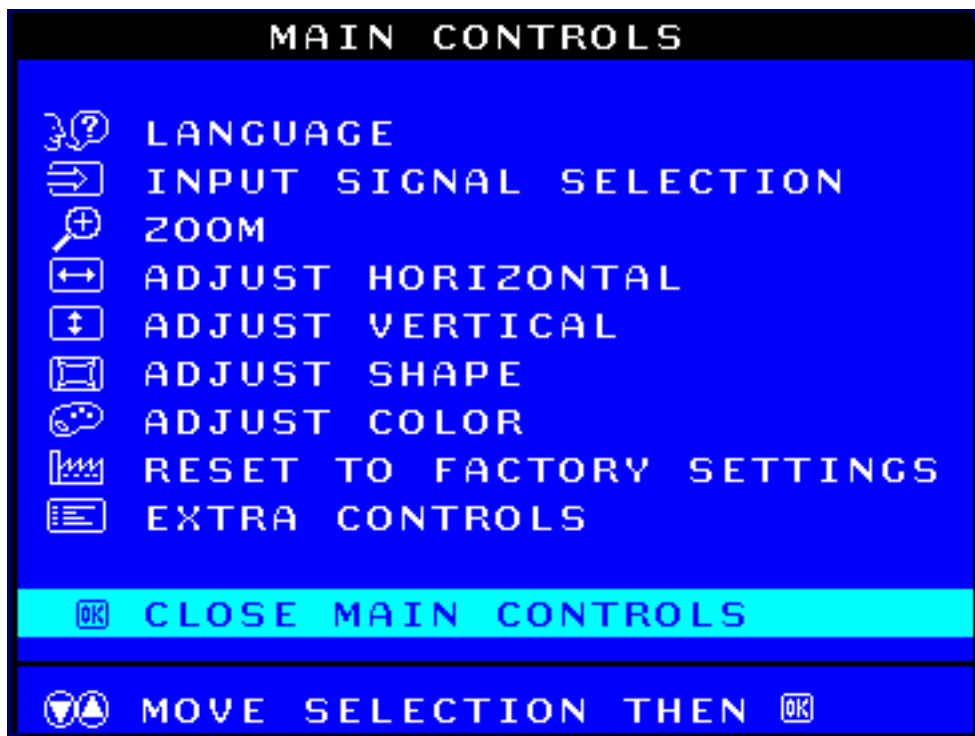 MAIN CONTROLS
LANGUAGE
INPUT SIGNAL SELECTION
ZOOM
ADJUST HORIZONTAL
ADJUST VERTICAL
ADJUST SHAPE
ADJUST COLOR
RESET TO FACTORY SETTINGS
EXTRA CONTROLS
OK CLOSE MAIN CONTROLS
MOVE SELECTION THEN OK